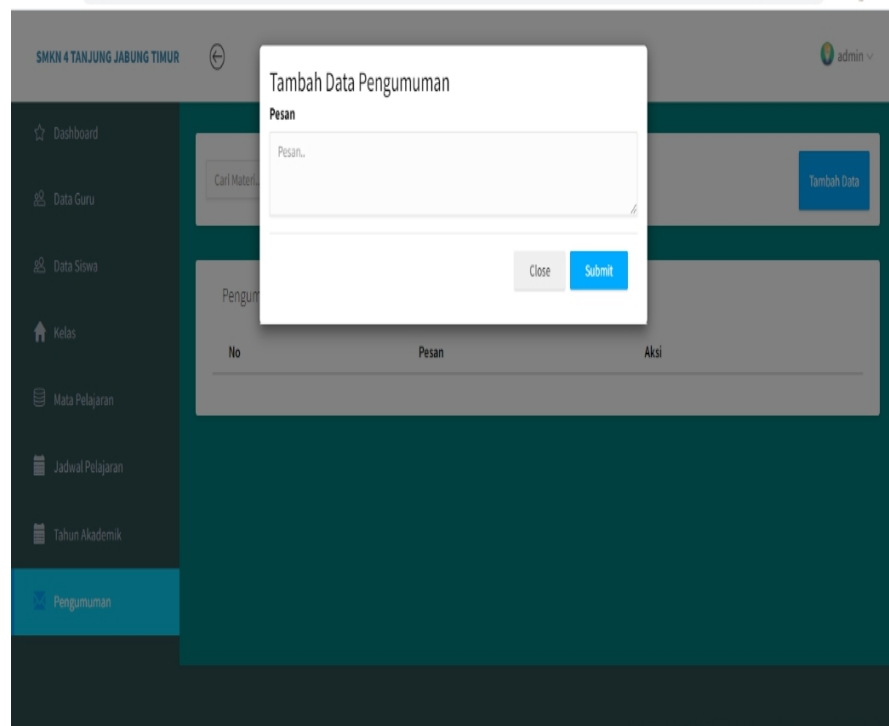 SMKN 4 TANJUNG JABUNG TIMUR
admin
Tambah Data Pengumuman
Pesan
Pesan..
Close
Submit
Dashboard
Data Guru
Data Siswa
Kelas
Mata Pelajaran
Jadwal Pelajaran
Tahun Akademik
Pengumuman
Cari Materi..
Tambah Data
Pengum
No
Pesan
Aksi